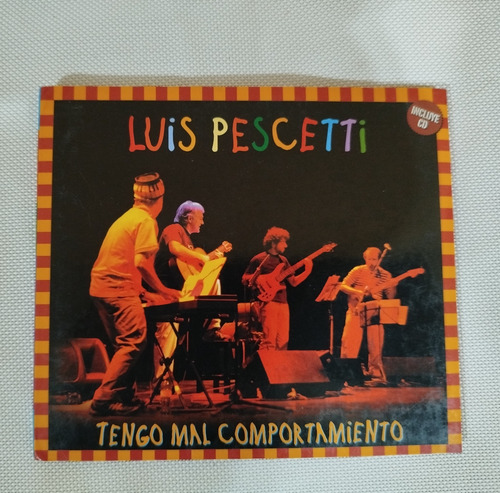 LUiS PESCETTi
INCLUYE
CD
TENGO MAL COMPORTAMiENTO